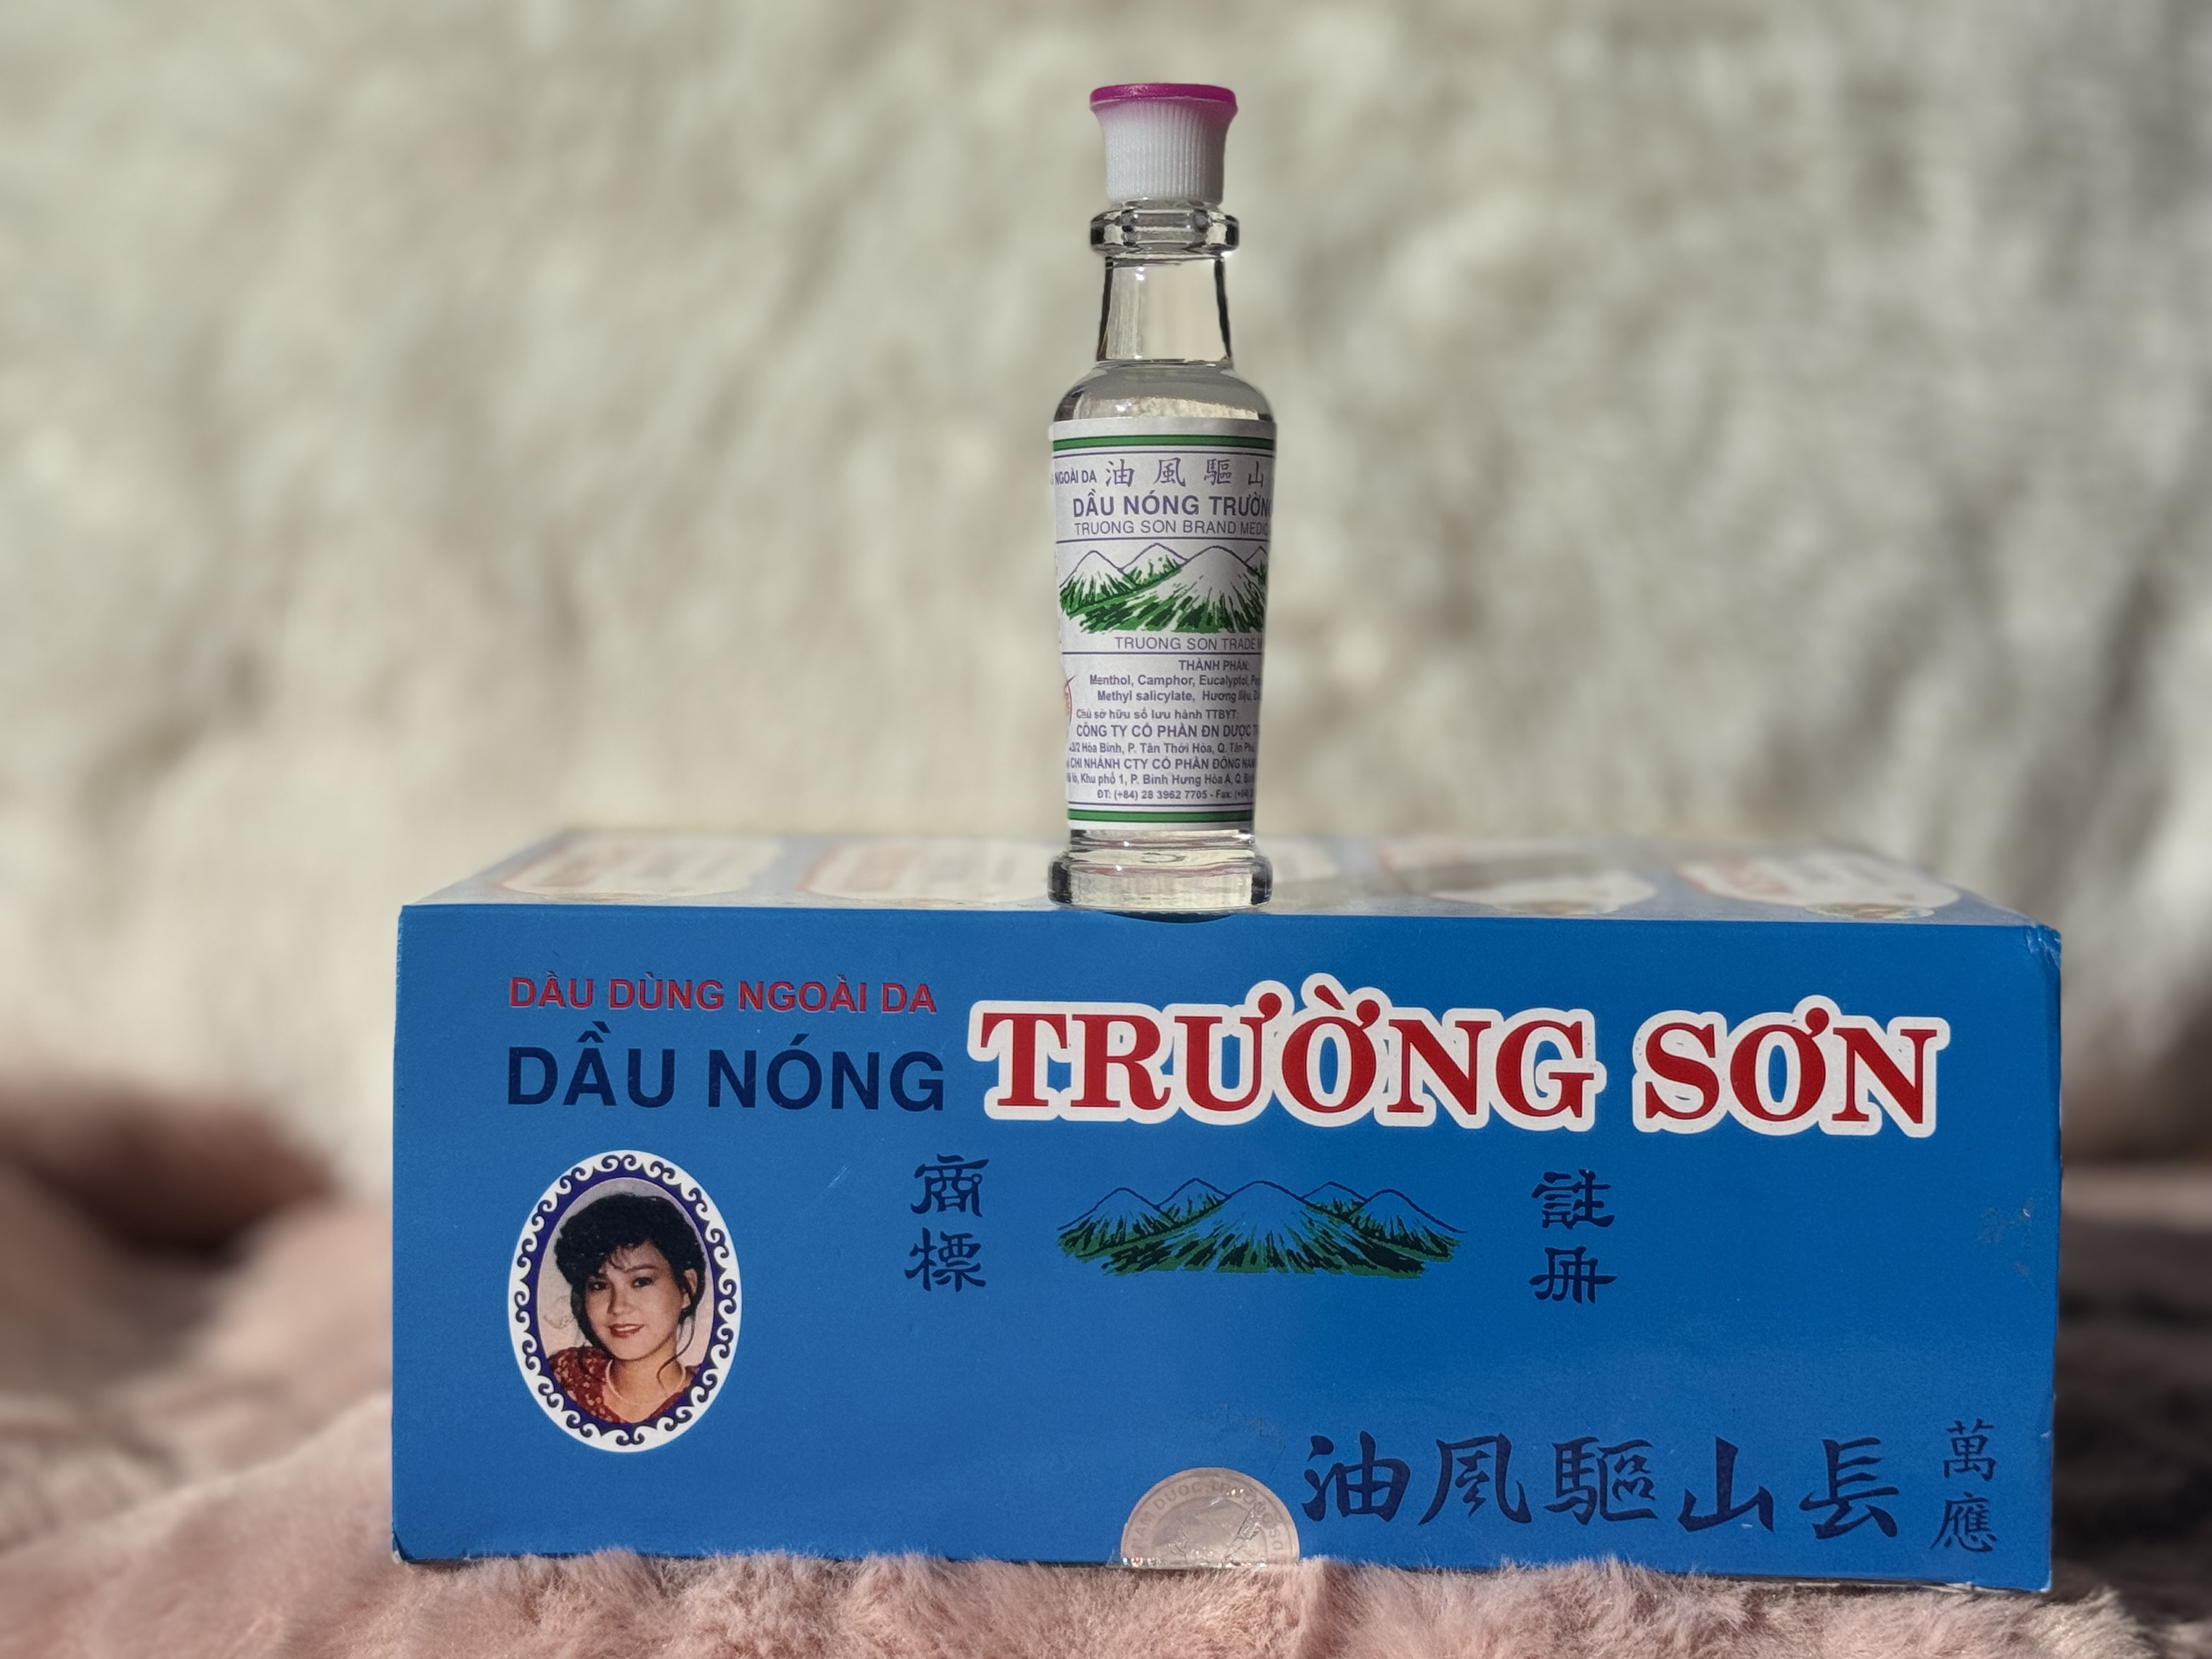 NGOÀI DA 油 風 驅 山
DẦU NÓNG
TRUONG SON BRAND
TRUONG SON TRADE
THÀNH PHẦN:
Menthol, Camphor, Eucalyptol,
Methyl salicylate, Hương liệu,
Chủ sở hữu số lưu hành TTBYT:
CÔNG TY CỔ PHẦN ĐN DƯỢC
Hòa Bình, P. Tân Thới Hòa, Q. Tân
CHI NHÁNH CTY CỔ PHẦN ĐÔNG NAM
Khu phố 1, P. Bình Hưng Hòa A, Q.
ĐT: (+84) 28 3962 7705 - Fax:
DẦU DÙNG NGOÀI DA
DẦU NÓNG TRƯỜNG SƠN
商標
註冊
油風驅山長
萬應